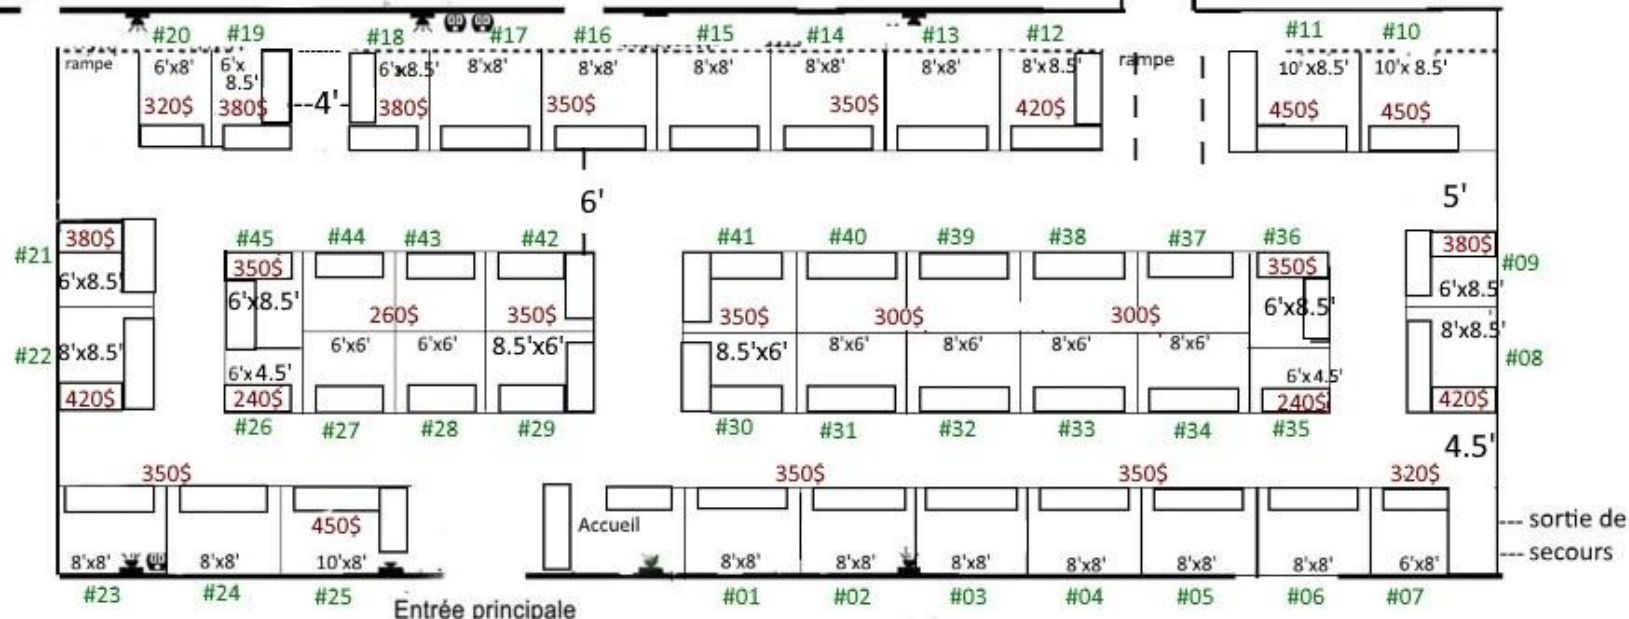 #20 #19 #18 #17 #16 #15 #14 #13 #12 #11 #10
rampe 6'x8' 6'x 8.5' 6'x8.5' 8'x8' 8'x8' 8'x8' 8'x8' 8'x8' 8'x8.5' rampe 10'x8.5' 10'x 8.5'
320$ 380$ --4'- 380$ 350$ 350$ 420$ 450$ 450$
6' 5'
#45 #44 #43 #42 #41 #40 #39 #38 #37 #36
#21 380$ 350$ 350$ 380$ #09
6'x8.5' 6'x8.5' 6'x8.5' 6'x8.5'
260$ 350$ 350$ 300$ 300$
#22 8'x8.5' 6'x6' 6'x6' 8.5'x6' 8.5'x6' 8'x6' 8'x6' 8'x6' 8'x6' 8'x8.5' #08
6'x4.5' 6'x4.5'
420$ 240$ 240$ 420$
#26 #27 #28 #29 #30 #31 #32 #33 #34 #35
4.5'
350$ 350$ 350$ 320$
450$ Accueil --- sortie de
--- secours
8'x8' 8'x8' 10'x8' 8'x8' 8'x8' 8'x8' 8'x8' 8'x8' 8'x8' 6'x8'
#23 #24 #25 #01 #02 #03 #04 #05 #06 #07
Entrée principale